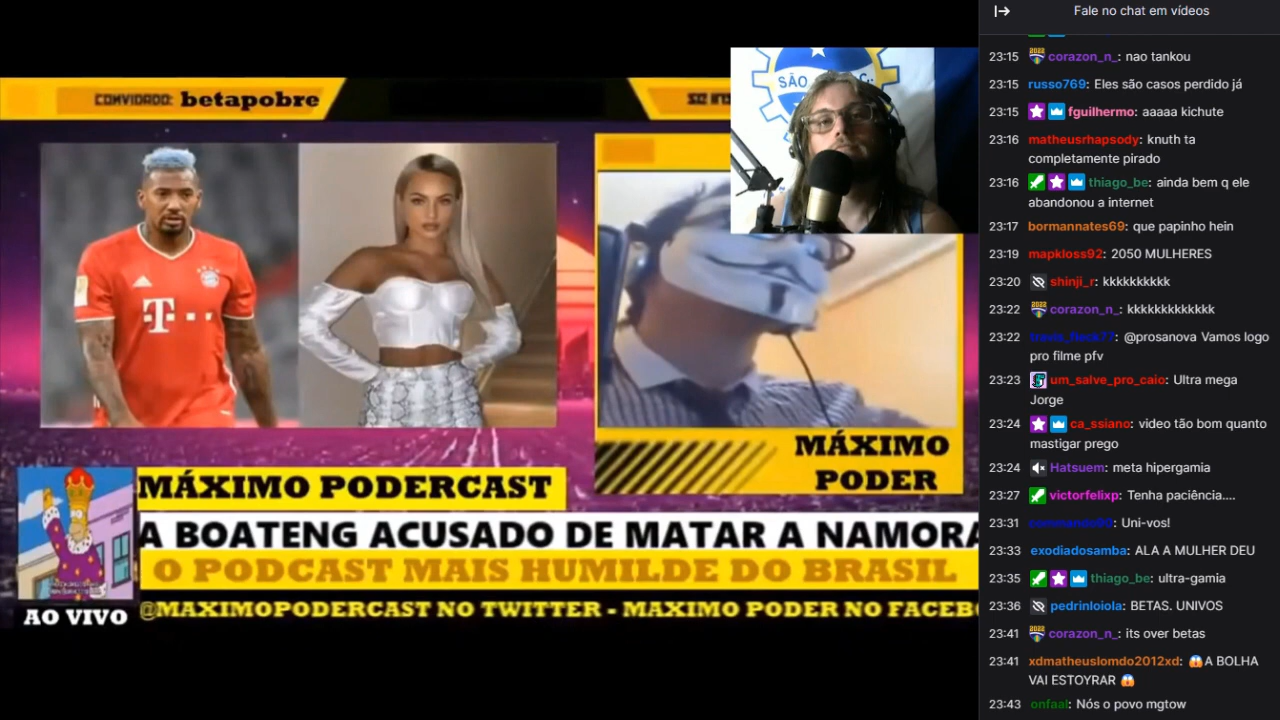 Fale no chat em vídeos
CONVIDADO: betapobre
SÃO
C.
T
MÁXIMO
PODER
MÁXIMO PODERCAST
A BOATENG ACUSADO DE MATAR A NAMORA
O PODCAST MAIS HUMILDE DO BRASIL
AO VIVO
@MAXIMOPODERCAST NO TWITTER - MAXIMO PODER NO FACEB
23:15 corazon_n_: nao tankou
23:15 russo769: Eles são casos perdido já
23:15 fguilhermo: aaaaa kichute
23:16 matheusrhapsody: knuth ta
completamente pirado
23:16 thiago_be: ainda bem q ele
abandonou a internet
23:17 bormannates69: que papinho hein
23:19 mapkloss92: 2050 MULHERES
23:20 shinji_r: kkkkkkkkkk
23:22 corazon_n_: kkkkkkkkkkkkk
23:22 : @prosanova Vamos logo
pro filme pfv
23:23 um_salve_pro_caio: Ultra mega
Jorge
23:24 ca_ssiano: video tão bom quanto
mastigar prego
23:24 Hatsuem: meta hipergamia
23:27 victorfelixp: Tenha paciência....
23:31 : Uni-vos!
23:33 exodiadosamba: ALA A MULHER DEU
23:35 thiago_be: ultra-gamia
23:36 pedrinloiola: BETAS. UNIVOS
23:41 corazon_n_: its over betas
23:41 xdmatheuslomdo2012xd: 😱A BOLHA
VAI ESTOYRAR 😱
23:43 onfaal: Nós o povo mgtow